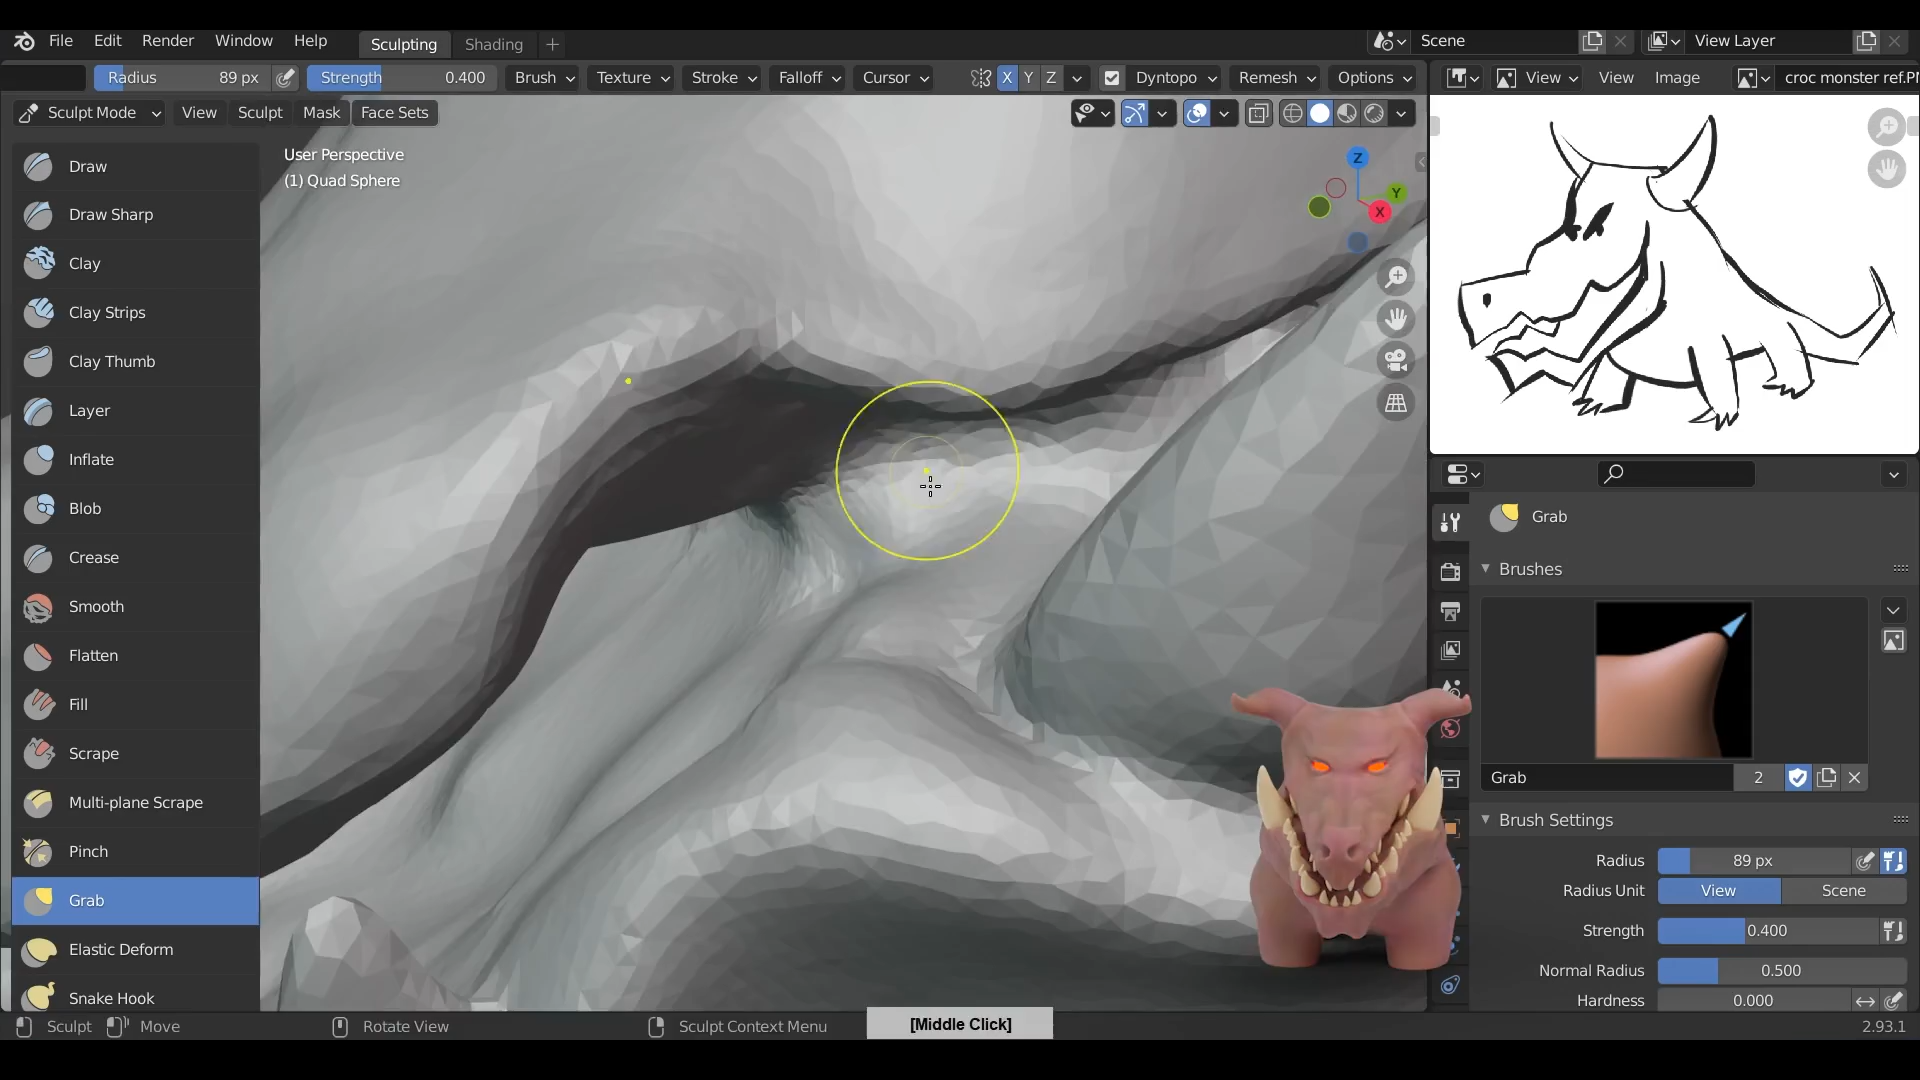 File Edit Render Window Help Sculpting Shading + Scene View Layer
Radius 89 px Strength 0.400 Brush Texture Stroke Falloff Cursor X Y Z Dyntopo Remesh Options View View Image croc monster ref.P
Sculpt Mode View Sculpt Mask Face Sets
User Perspective
(1) Quad Sphere
Z
Y
X
Draw
Draw Sharp
Clay
Clay Strips
Clay Thumb
Layer
Inflate
Blob
Crease
Smooth
Flatten
Fill
Scrape
Multi-plane Scrape
Pinch
Grab
Elastic Deform
Snake Hook
Grab
Brushes
Grab 2
Brush Settings
Radius 89 px
Radius Unit View Scene
Strength 0.400
Normal Radius 0.500
Hardness 0.000
Sculpt Move Rotate View Sculpt Context Menu [Middle Click] 2.93.1